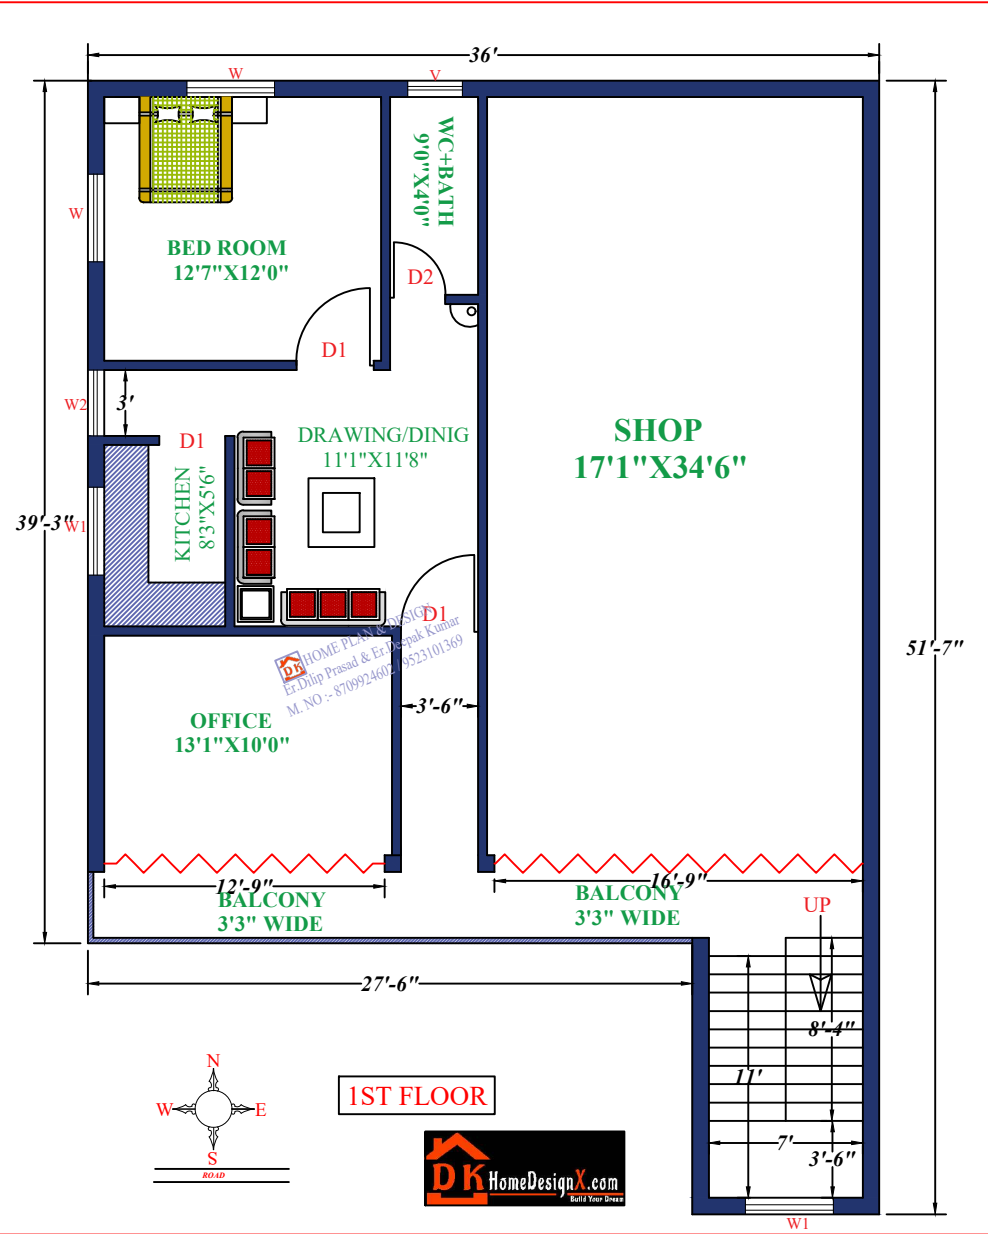 36'
W
V
WC+BATH
9'0"X4'0"
W
BED ROOM
12'7"X12'0"
D2
D1
W2
3'
D1
DRAWING/DINIG
11'1"X11'8"
SHOP
17'1"X34'6"
KITCHEN
8'3"X5'6"
39'-3"
W1
D1
HOME PLAN & DESIGN
Er.Dilip Prasad & Er.Deepak Kumar
M. NO :- 8709924602 / 9523101369
DK
51'-7"
3'-6"
OFFICE
13'1"X10'0"
12'-9"
16'-9"
BALCONY
3'3" WIDE
BALCONY
3'3" WIDE
UP
27'-6"
8'-4"
11'
7'
3'-6"
W1
N
W
E
S
ROAD
1ST FLOOR
DK HomeDesignX.com
Build Your Dream